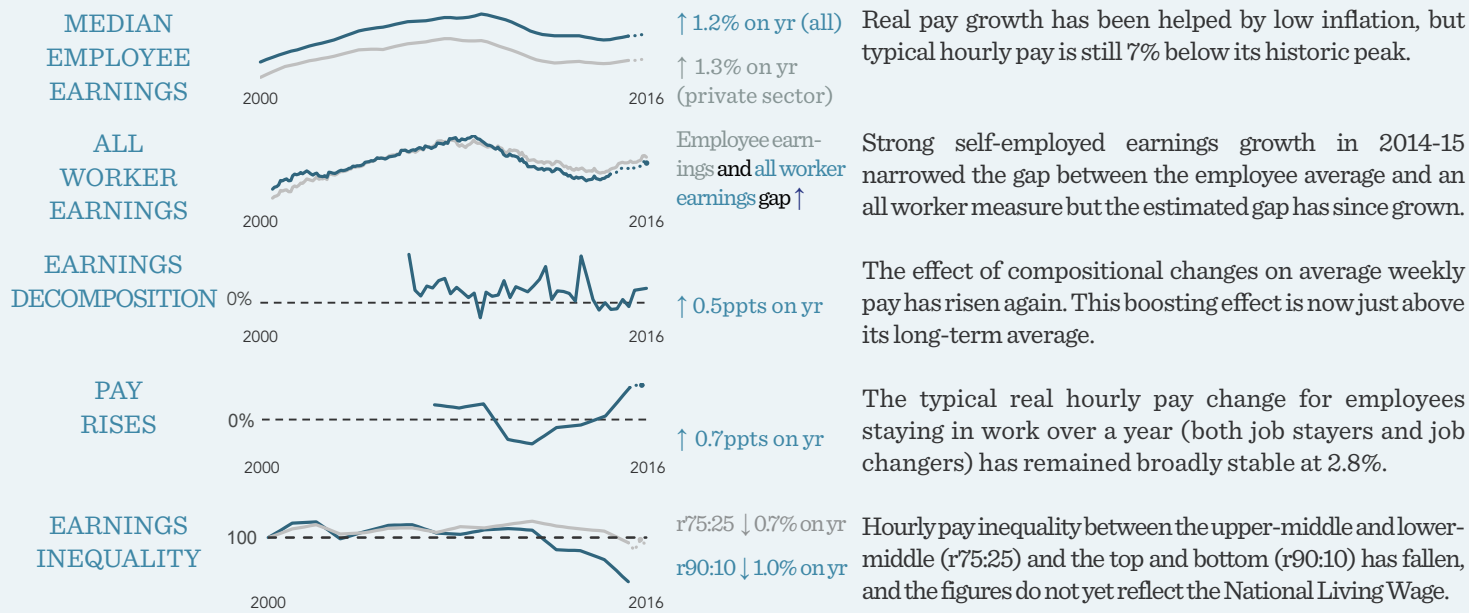 MEDIAN
EMPLOYEE
EARNINGS
2000
2016
↑ 1.2% on yr (all)
↑ 1.3% on yr
(private sector)
Real pay growth has been helped by low inflation, but
typical hourly pay is still 7% below its historic peak.
ALL
WORKER
EARNINGS
2000
2016
Employee earn-
ings and all worker
earnings gap ↑
Strong self-employed earnings growth in 2014-15
narrowed the gap between the employee average and an
all worker measure but the estimated gap has since grown.
EARNINGS
DECOMPOSITION
0%
2000
2016
↑ 0.5ppts on yr
The effect of compositional changes on average weekly
pay has risen again. This boosting effect is now just above
its long-term average.
PAY
RISES
0%
2000
2016
↑ 0.7ppts on yr
The typical real hourly pay change for employees
staying in work over a year (both job stayers and job
changers) has remained broadly stable at 2.8%.
EARNINGS
INEQUALITY
100
2000
2016
r75:25 ↓ 0.7% on yr
r90:10 ↓ 1.0% on yr
Hourly pay inequality between the upper-middle and lower-
middle (r75:25) and the top and bottom (r90:10) has fallen,
and the figures do not yet reflect the National Living Wage.